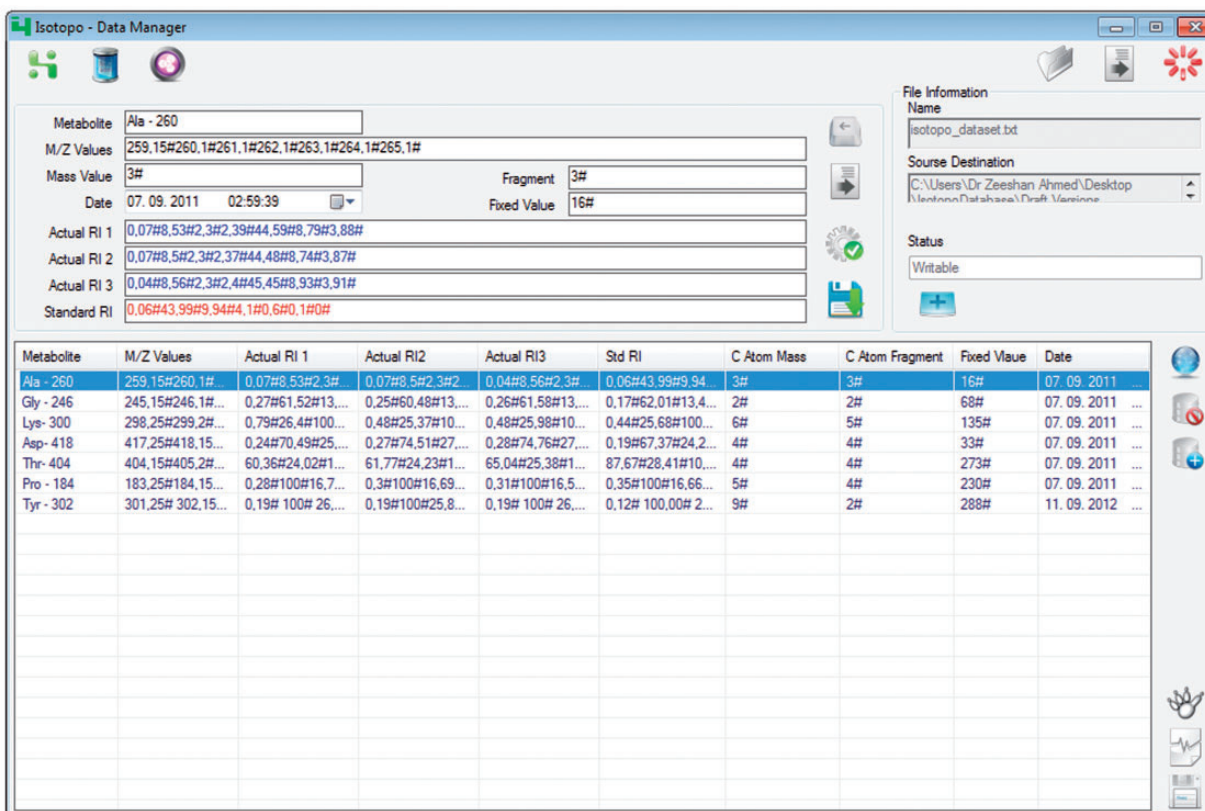 Isotopo - Data Manager
File Information
Name
isotopo_dataset.txt
Sourse Destination
C:\Users\Dr Zeeshan Ahmed\Desktop
\IsotopoDatabase\Draft Versions
Status
Writable
Metabolite Ala - 260
M/Z Values 259,15#260,1#261,1#262,1#263,1#264,1#265,1#
Mass Value 3# Fragment 3#
Date 07. 09. 2011 02:59:39 Fixed Value 16#
Actual RI 1 0,07#8,53#2,3#2,39#44,59#8,79#3,88#
Actual RI 2 0,07#8,5#2,3#2,37#44,48#8,74#3,87#
Actual RI 3 0,04#8,56#2,3#2,4#45,45#8,93#3,91#
Standard RI 0,06#43,99#9,94#4,1#0,6#0,1#0#
Metabolite M/Z Values Actual RI 1 Actual RI2 Actual RI3 Std RI C Atom Mass C Atom Fragment Fixed Vlaue Date
Ala - 260 259,15#260,1#... 0,07#8,53#2,3#... 0,07#8,5#2,3#2... 0,04#8,56#2,3#... 0,06#43,99#9,94... 3# 3# 16# 07. 09. 2011 ...
Gly - 246 245,15#246,1#... 0,27#61,52#13,... 0,25#60,48#13,... 0,26#61,58#13,... 0,17#62,01#13,4... 2# 2# 68# 07. 09. 2011 ...
Lys- 300 298,25#299,2#... 0,79#26,4#100... 0,48#25,37#10... 0,48#25,98#10... 0,44#25,68#100... 6# 5# 135# 07. 09. 2011 ...
Asp- 418 417,25#418,15... 0,24#70,49#25,... 0,27#74,51#27,... 0,28#74,76#27,... 0,19#67,37#24,2... 4# 4# 33# 07. 09. 2011 ...
Thr- 404 404,15#405,2#... 60,36#24,02#1... 61,77#24,23#1... 65,04#25,38#1... 87,67#28,41#10,... 4# 4# 273# 07. 09. 2011 ...
Pro - 184 183,25#184,15... 0,28#100#16,7... 0,3#100#16,69... 0,31#100#16,5... 0,35#100#16,66... 5# 4# 230# 07. 09. 2011 ...
Tyr - 302 301,25# 302,15... 0,19# 100# 26,... 0,19#100#25,8... 0,19# 100# 26,... 0,12# 100,00# 2... 9# 2# 288# 11. 09. 2012 ...